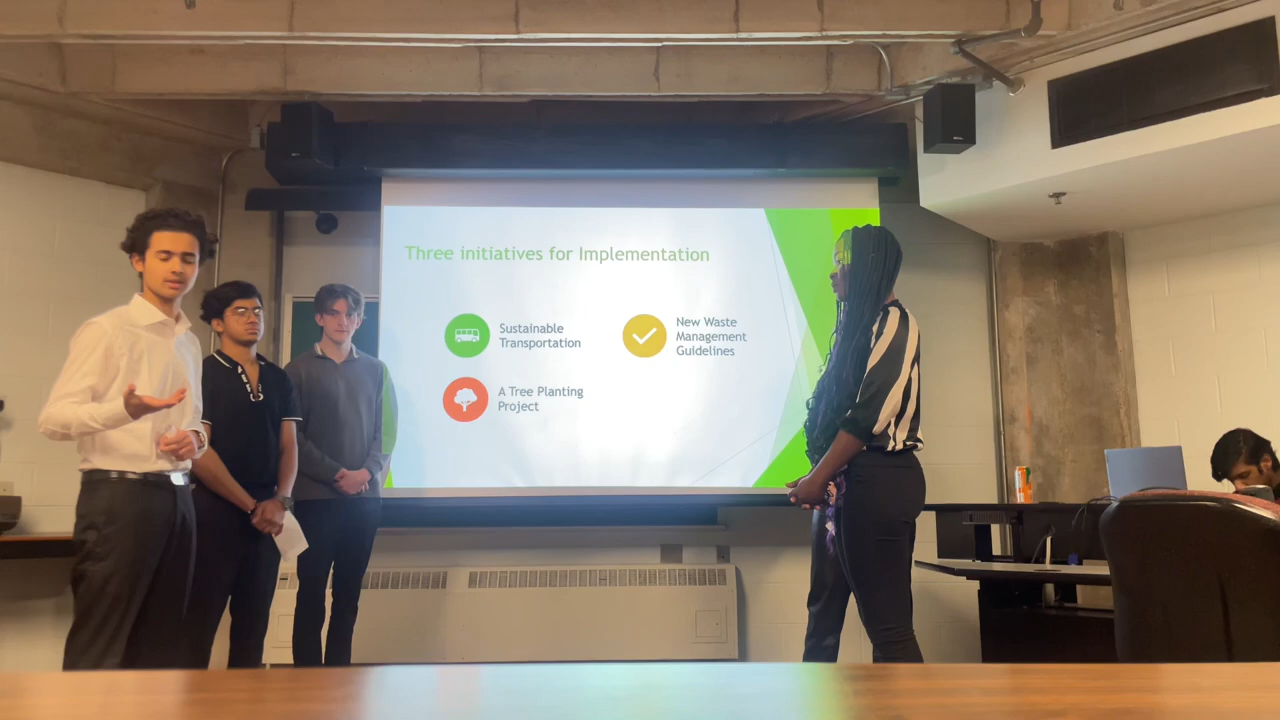 Three initiatives for Implementation
Sustainable
Transportation
New Waste
Management
Guidelines
A Tree Planting
Project